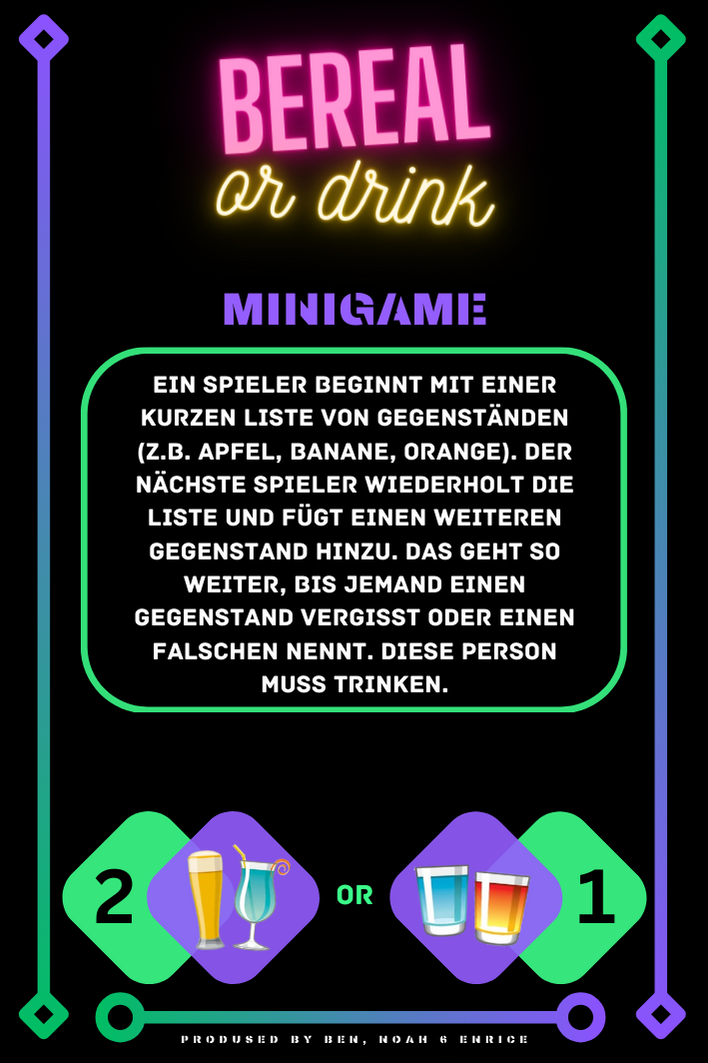 BEREAL
or drink
MINIGAME
EIN SPIELER BEGINNT MIT EINER
KURZEN LISTE VON GEGENSTÄNDEN
(Z.B. APFEL, BANANE, ORANGE). DER
NÄCHSTE SPIELER WIEDERHOLT DIE
LISTE UND FÜGT EINEN WEITEREN
GEGENSTAND HINZU. DAS GEHT SO
WEITER, BIS JEMAND EINEN
GEGENSTAND VERGISST ODER EINEN
FALSCHEN NENNT. DIESE PERSON
MUSS TRINKEN.
2 OR 1
PRODUSED BY BEN, NOAH & ENRICE